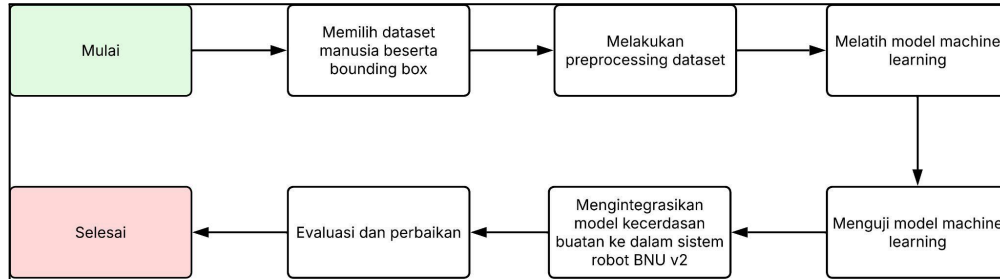 Mulai
Memilih dataset
manusia beserta
bounding box
Melakukan
preprocessing dataset
Melatih model machine
learning
Menguji model machine
learning
Mengintegrasikan
model kecerdasan
buatan ke dalam sistem
robot BNU v2
Evaluasi dan perbaikan
Selesai